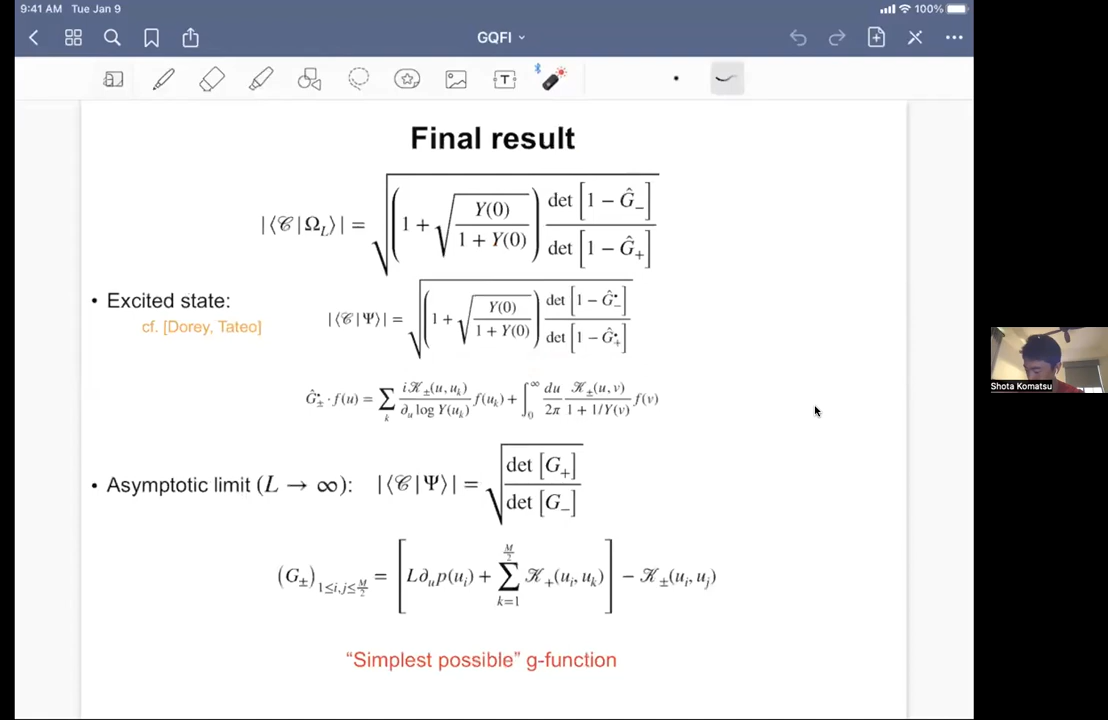 9:41 AM Tue Jan 9
100%
GQFI
T
Final result
|⟨𝒞|Ω_L⟩| = √((1 + √(Y(0)/(1 + Y(0)))) det[1 − Ĝ_−]/det[1 − Ĝ_+])
• Excited state:
cf. [Dorey, Tateo]
|⟨𝒞|Ψ⟩| = √((1 + √(Y(0)/(1 + Y(0)))) det[1 − Ĝ^•_−]/det[1 − Ĝ^•_+])
Ĝ^•_± · f(u) = ∑_k (i𝒦_±(u, u_k)/∂_u log Y(u_k)) f(u_k) + ∫_0^∞ (du/2π) (𝒦_±(u, v)/(1 + 1/Y(v))) f(v)
• Asymptotic limit (L → ∞): |⟨𝒞|Ψ⟩| = √(det[G_+]/det[G_−])
(G_±)_{1≤i,j≤M/2} = [L∂_u p(u_i) + ∑_{k=1}^{M/2} 𝒦_+(u_i, u_k)] − 𝒦_±(u_i, u_j)
“Simplest possible” g-function
Shota Komatsu